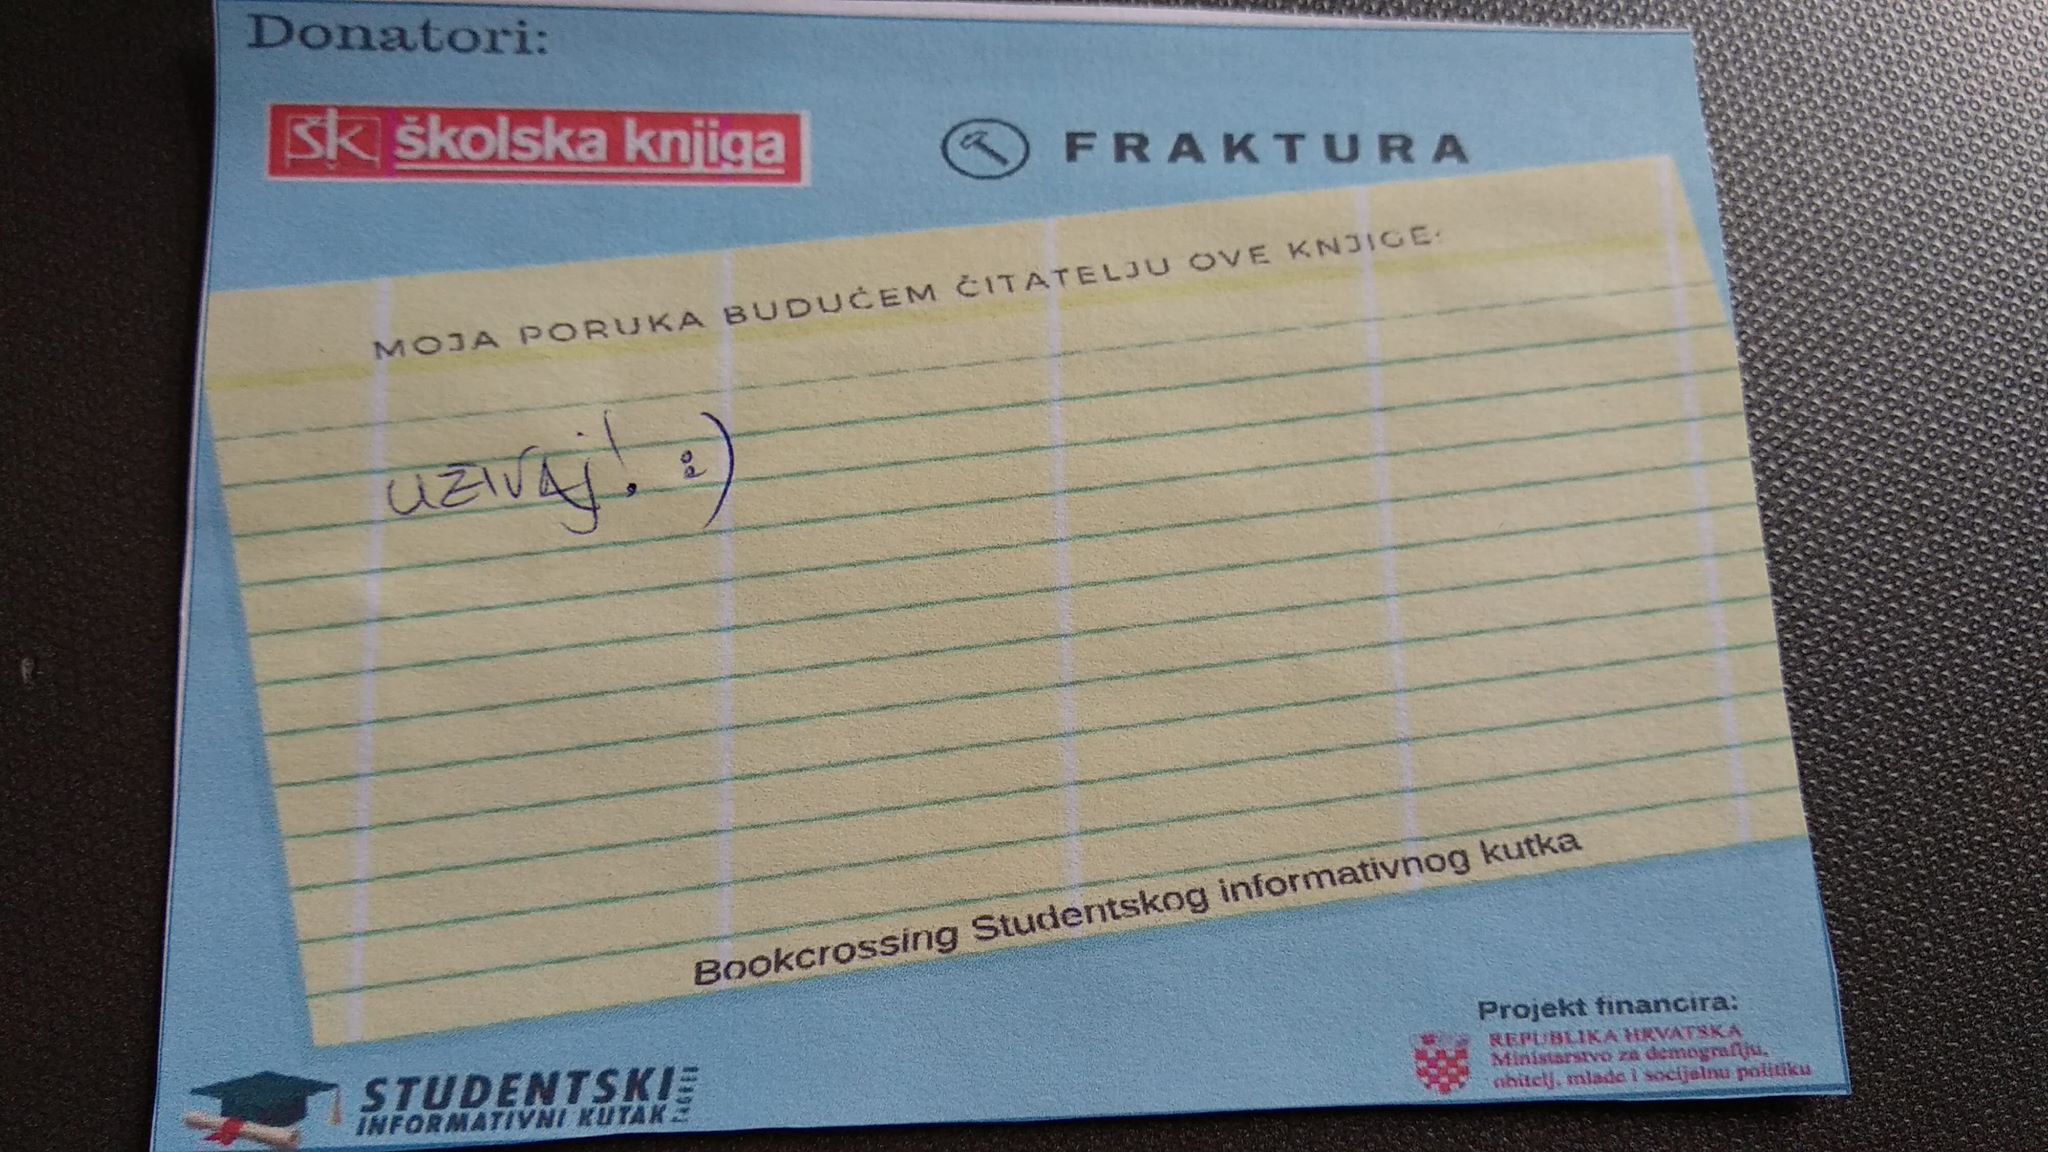 Donatori:
šk školska knjiga
FRAKTURA
MOJA PORUKA BUDUĆEM ČITATELJU OVE KNJIGE:
uživaj! :)
Bookcrossing Studentskog informativnog kutka
Projekt financira:
REPUBLIKA HRVATSKA
Ministarstvo za demografiju,
obitelj, mlade i socijalnu politiku
STUDENTSKI
INFORMATIVNI KUTAK